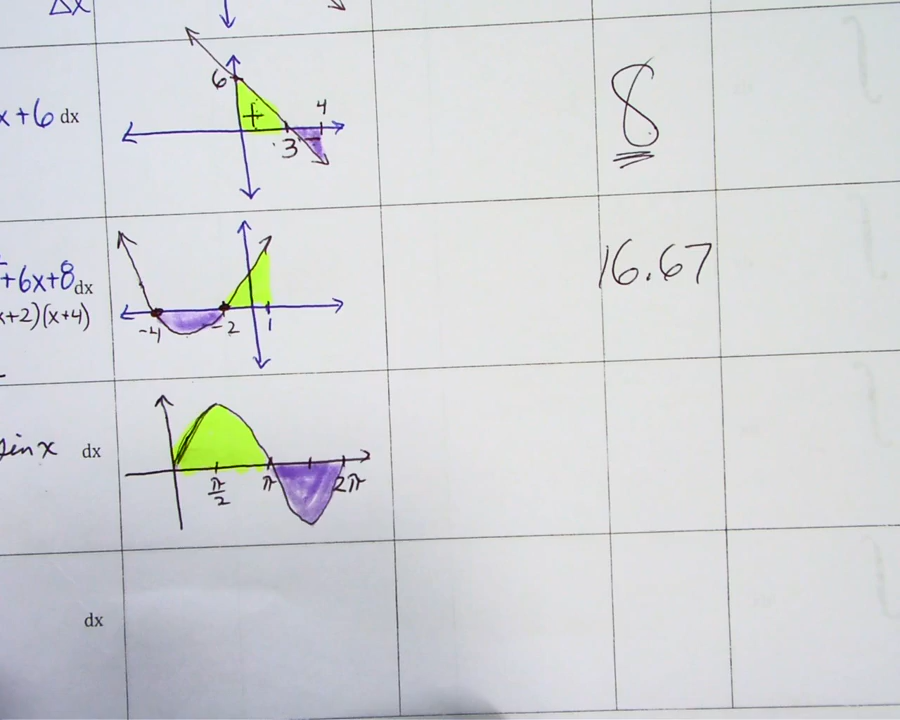 Δx
6
x+6 dx
+
4
3
8
+6x+8 dx
x+2)(x+4)
-4
-2
1
16.67
sin x dx
π/2
π
2π
dx